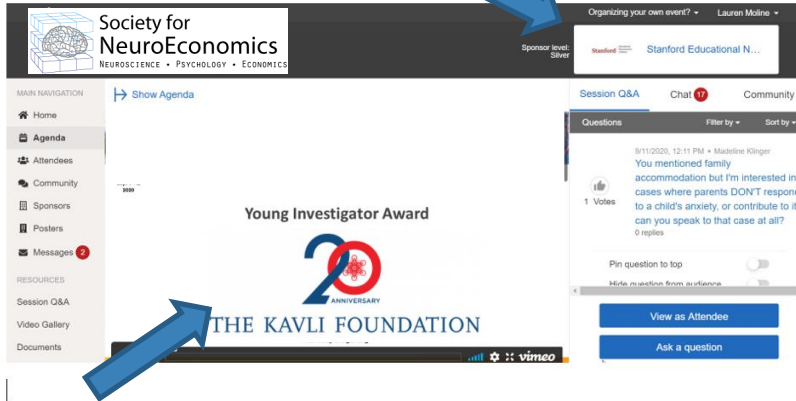 Society for
NeuroEconomics
NEUROSCIENCE • PSYCHOLOGY • ECONOMICS
Organizing your own event?
Lauren Moline
Sponsor level:
Silver
Stanford
Stanford Educational N...
MAIN NAVIGATION
Home
Agenda
Attendees
Community
Sponsors
Posters
Messages 2
RESOURCES
Session Q&A
Video Gallery
Documents
Show Agenda
2020
Young Investigator Award
20
ANNIVERSARY
THE KAVLI FOUNDATION
vimeo
Session Q&A Chat 17 Community
Questions Filter by Sort by
9/11/2020, 12:11 PM • Madeline Klinger
You mentioned family
accommodation but I'm interested in
cases where parents DON'T respond
to a child's anxiety, or contribute to it
can you speak to that case at all?
0 replies
1 Votes
Pin question to top
Hide question from audience
View as Attendee
Ask a question